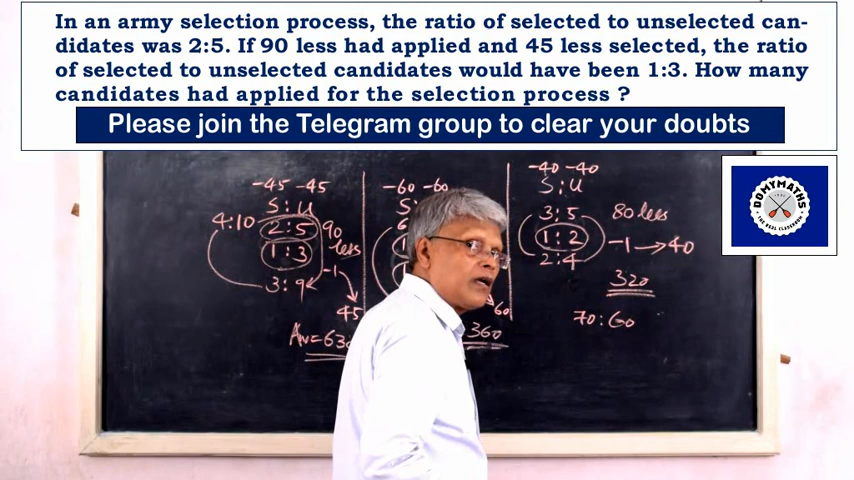 In an army selection process, the ratio of selected to unselected can-
didates was 2:5. If 90 less had applied and 45 less selected, the ratio
of selected to unselected candidates would have been 1:3. How many
candidates had applied for the selection process ?
Please join the Telegram group to clear your doubts
DOMYMATHS
THE REEL CLASSROOM
-45 -45
S:U
4:10 2:5 90
less
1:3
-1
3:9
45
-60 -60
S:
60
360
-40 -40
S:U
3:5 80 less
1:2 -1 → 40
2:4
320
70:60